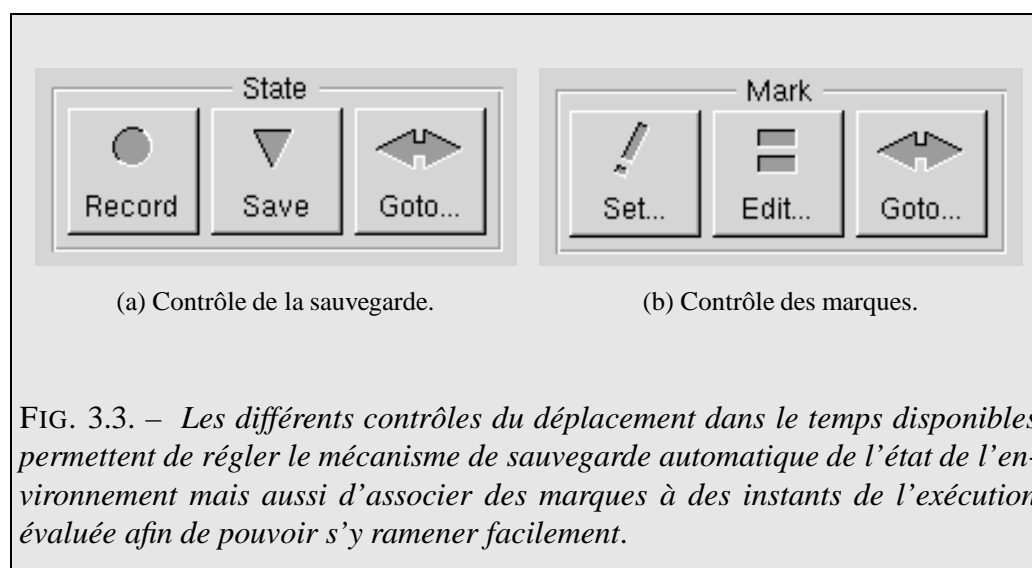 State
Record Save Goto...
Mark
Set... Edit... Goto...
(a) Contrôle de la sauvegarde.
(b) Contrôle des marques.
FIG. 3.3. – Les différents contrôles du déplacement dans le temps disponibles
permettent de régler le mécanisme de sauvegarde automatique de l'état de l'en-
vironnement mais aussi d'associer des marques à des instants de l'exécution
évaluée afin de pouvoir s'y ramener facilement.